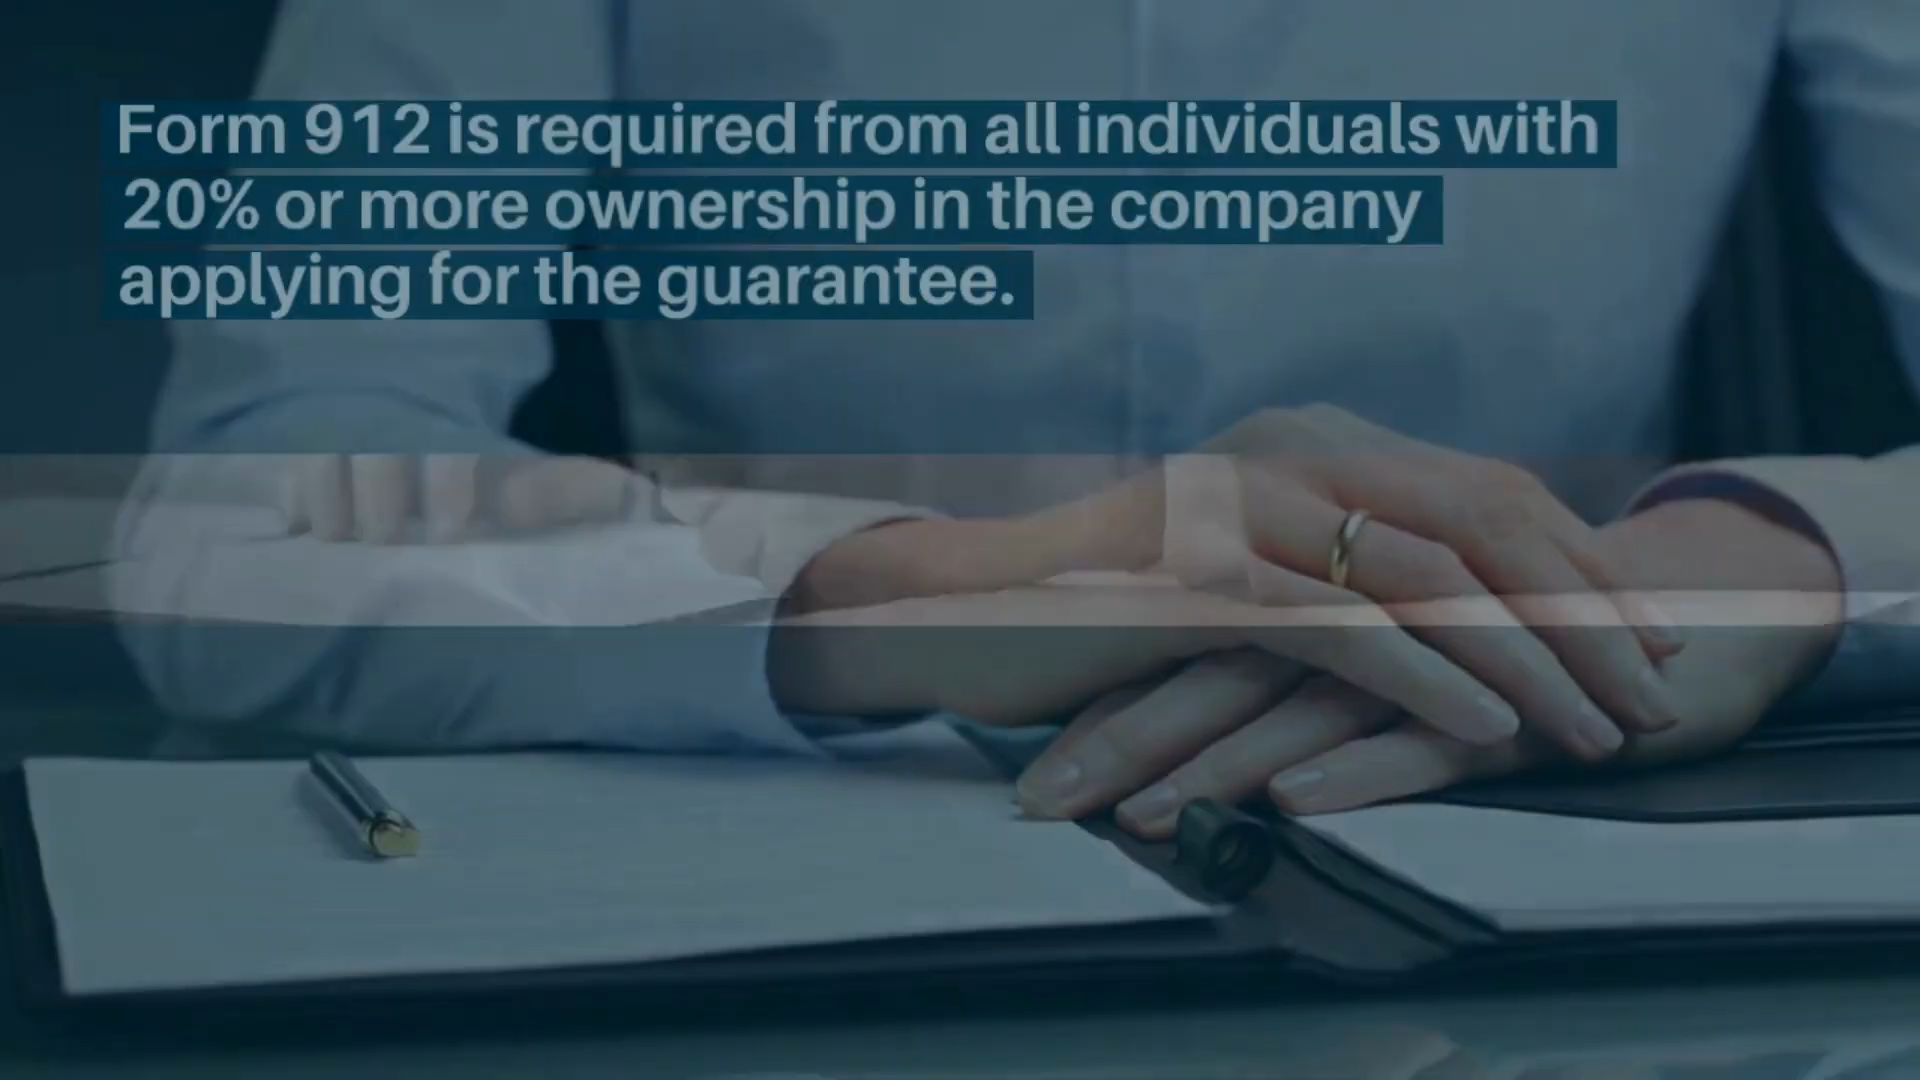 Form 912 is required from all individuals with
20% or more ownership in the company
applying for the guarantee.